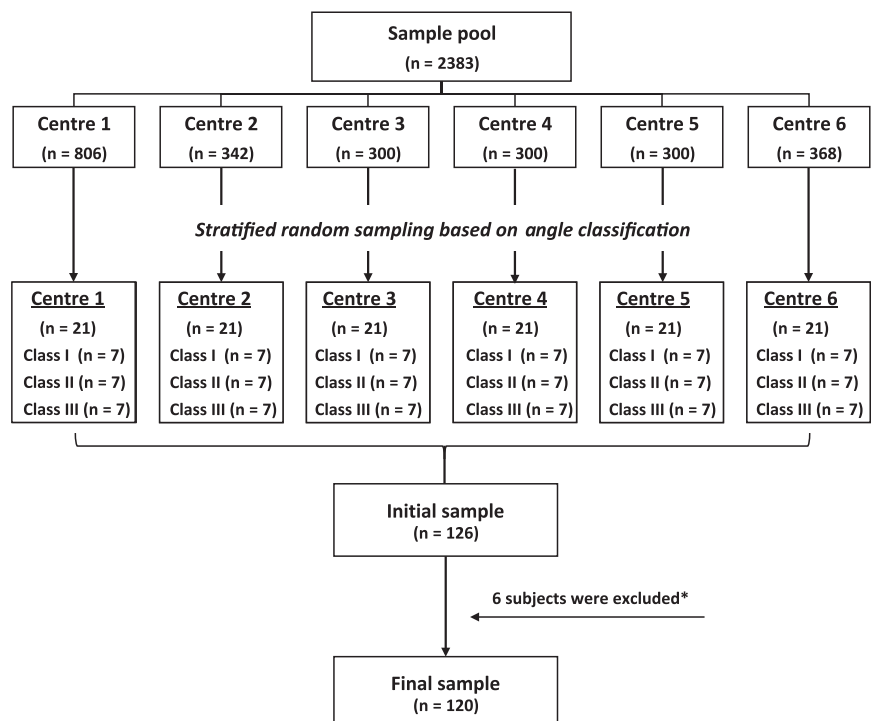 Sample pool
(n = 2383)
Centre 1
(n = 806)
Centre 2
(n = 342)
Centre 3
(n = 300)
Centre 4
(n = 300)
Centre 5
(n = 300)
Centre 6
(n = 368)
Stratified random sampling based on angle classification
Centre 1
(n = 21)
Class I (n = 7)
Class II (n = 7)
Class III (n = 7)
Centre 2
(n = 21)
Class I (n = 7)
Class II (n = 7)
Class III (n = 7)
Centre 3
(n = 21)
Class I (n = 7)
Class II (n = 7)
Class III (n = 7)
Centre 4
(n = 21)
Class I (n = 7)
Class II (n = 7)
Class III (n = 7)
Centre 5
(n = 21)
Class I (n = 7)
Class II (n = 7)
Class III (n = 7)
Centre 6
(n = 21)
Class I (n = 7)
Class II (n = 7)
Class III (n = 7)
Initial sample
(n = 126)
6 subjects were excluded*
Final sample
(n = 120)